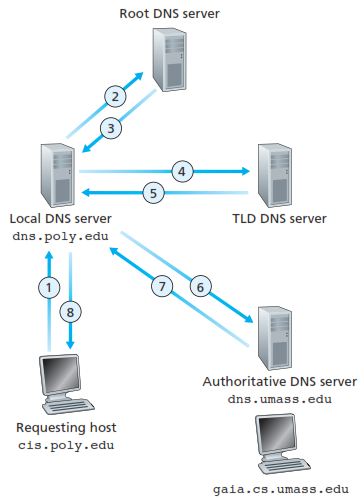 Root DNS server
2
3
4
5
Local DNS server
dns.poly.edu
TLD DNS server
1
8
7
6
Authoritative DNS server
dns.umass.edu
Requesting host
cis.poly.edu
gaia.cs.umass.edu